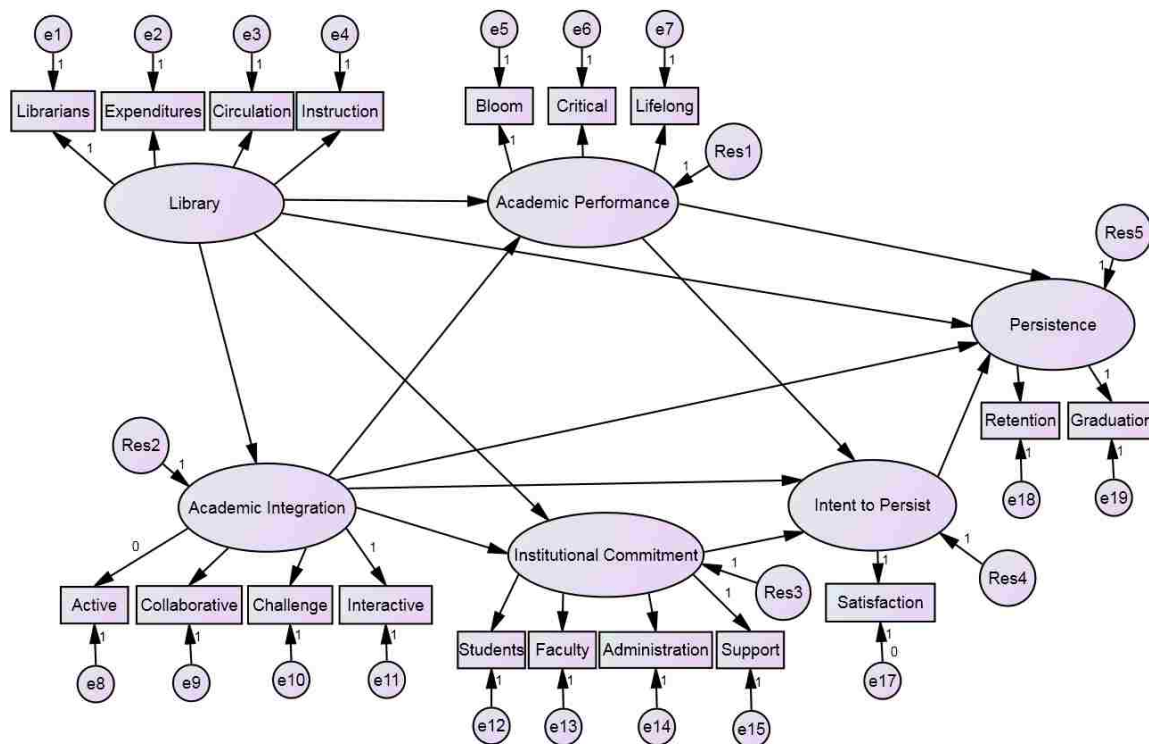 e1 e2 e3 e4 e5 e6 e7
1 1 1 1 1 1 1
Librarians Expenditures Circulation Instruction Bloom Critical Lifelong
1 1
Res1
1
Library
Academic Performance
Res5
1
Persistence
1
Retention Graduation
1 1
e18 e19
Res2
1
Academic Integration
Intent to Persist
0 1
Institutional Commitment
1
Res3
1
Res4
1
Satisfaction
1
0
e17
Active Collaborative Challenge Interactive
1 1 1 1
e8 e9 e10 e11
1
Students Faculty Administration Support
1 1 1 1
e12 e13 e14 e15